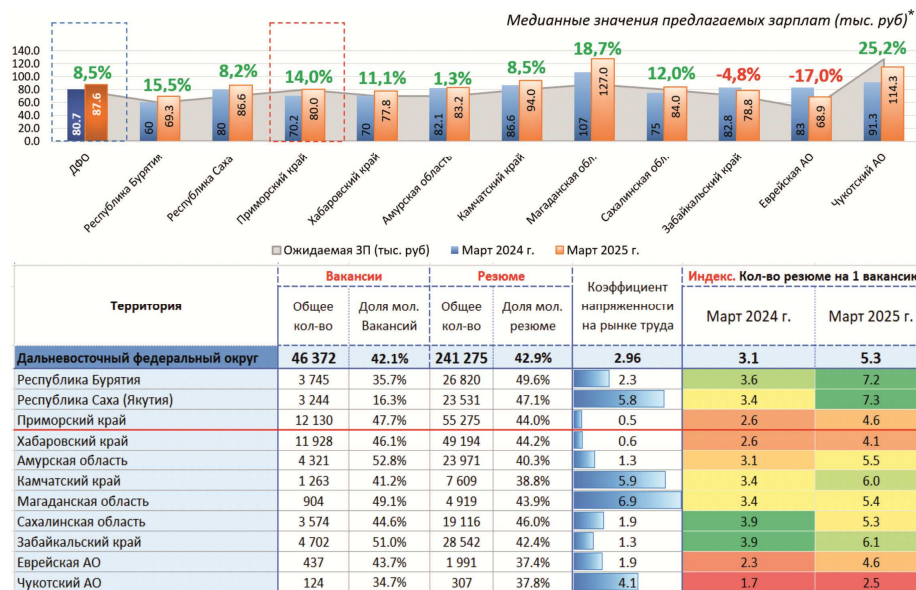 Медианные значения предлагаемых зарплат (тыс. руб)*
140.0
120.0
100.0
80.0
60.0
40.0
20.0
0.0
8,5% 15,5% 8,2% 14,0% 11,1% 1,3% 8,5% 18,7% 12,0% -4,8% -17,0% 25,2%
80.7 87.6 60 69.3 80 86.6 70.2 80.0 70 77.8 82.1 83.2 86.6 94.0 107 127.0 75 84.0 82.8 78.8 83 68.9 91.3 114.3
ДФО Республика Бурятия Республика Саха Приморский край Хабаровский край Амурская область Камчатский край Магаданская обл. Сахалинская обл. Забайкальский край Еврейская АО Чукотский АО
Ожидаемая ЗП (тыс. руб) Март 2024 г. Март 2025 г.
Территория Вакансии Резюме Коэффициент напряженности на рынке труда Индекс. Кол-во резюме на 1 вакансию
Общее кол-во Доля мол. Вакансий Общее кол-во Доля мол. резюме Март 2024 г. Март 2025 г.
Дальневосточный федеральный округ 46 372 42.1% 241 275 42.9% 2.96 3.1 5.3
Республика Бурятия 3 745 35.7% 26 820 49.6% 2.3 3.6 7.2
Республика Саха (Якутия) 3 244 16.3% 23 531 47.1% 5.8 3.4 7.3
Приморский край 12 130 47.7% 55 275 44.0% 0.5 2.6 4.6
Хабаровский край 11 928 46.1% 49 194 44.2% 0.6 2.6 4.1
Амурская область 4 321 52.8% 23 971 40.3% 1.3 3.1 5.5
Камчатский край 1 263 41.2% 7 609 38.8% 5.9 3.4 6.0
Магаданская область 904 49.1% 4 919 43.9% 6.9 3.4 5.4
Сахалинская область 3 574 44.6% 19 116 46.0% 1.9 3.9 5.3
Забайкальский край 4 702 51.0% 28 542 42.4% 1.3 3.9 6.1
Еврейская АО 437 43.7% 1 991 37.4% 1.9 2.3 4.6
Чукотский АО 124 34.7% 307 37.8% 4.1 1.7 2.5